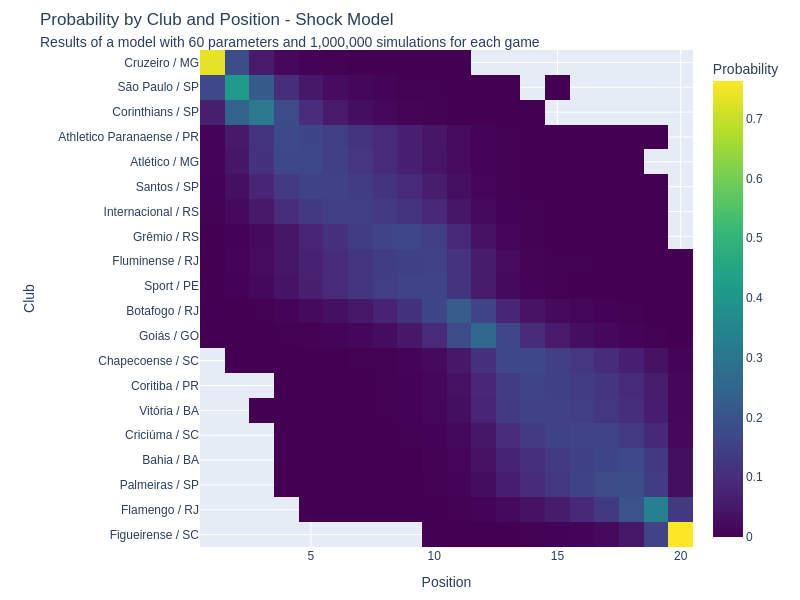 Probability by Club and Position - Shock Model
Results of a model with 60 parameters and 1,000,000 simulations for each game
Probability
Club
Cruzeiro / MG
São Paulo / SP
Corinthians / SP
Athletico Paranaense / PR
Atlético / MG
Santos / SP
Internacional / RS
Grêmio / RS
Fluminense / RJ
Sport / PE
Botafogo / RJ
Goiás / GO
Chapecoense / SC
Coritiba / PR
Vitória / BA
Criciúma / SC
Bahia / BA
Palmeiras / SP
Flamengo / RJ
Figueirense / SC
0.7
0.6
0.5
0.4
0.3
0.2
0.1
0
5
10
15
20
Position